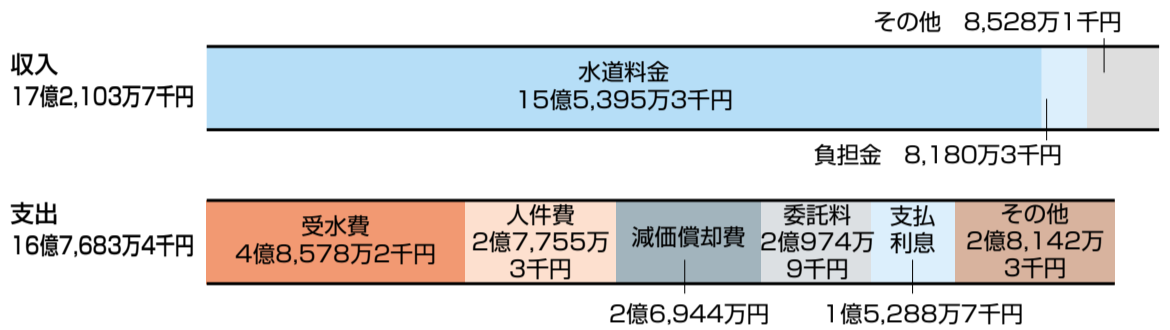 その他 8,528万1千円
収入
17億2,103万7千円
水道料金
15億5,395万3千円
負担金 8,180万3千円
支出
16億7,683万4千円
受水費
4億8,578万2千円
人件費
2億7,755万
3千円
減価償却費
2億6,944万円
委託料
2億974万
9千円
支払
利息
1億5,288万7千円
その他
2億8,142万
3千円